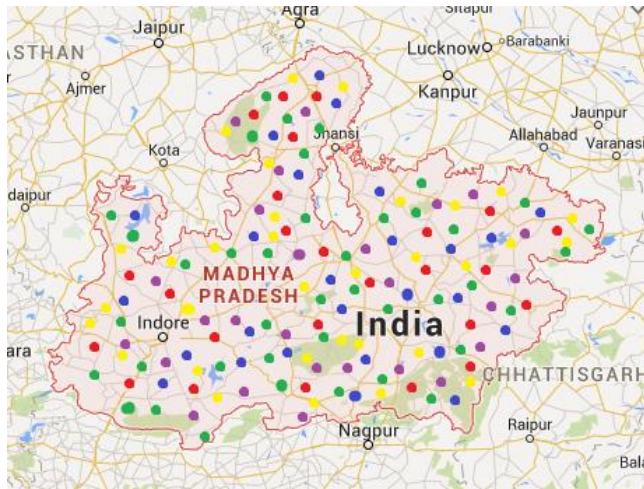 Agra
Sitapur
Jaipur
Lucknow
Barabanki
ASTHAN
Ajmer
Kanpur
Jaunpur
Allahabad
Varanasi
Jhansi
Kota
daipur
MADHYA
PRADESH
India
Indore
ara
CHHATTISGARH
Nagpur
Raipur
Bala